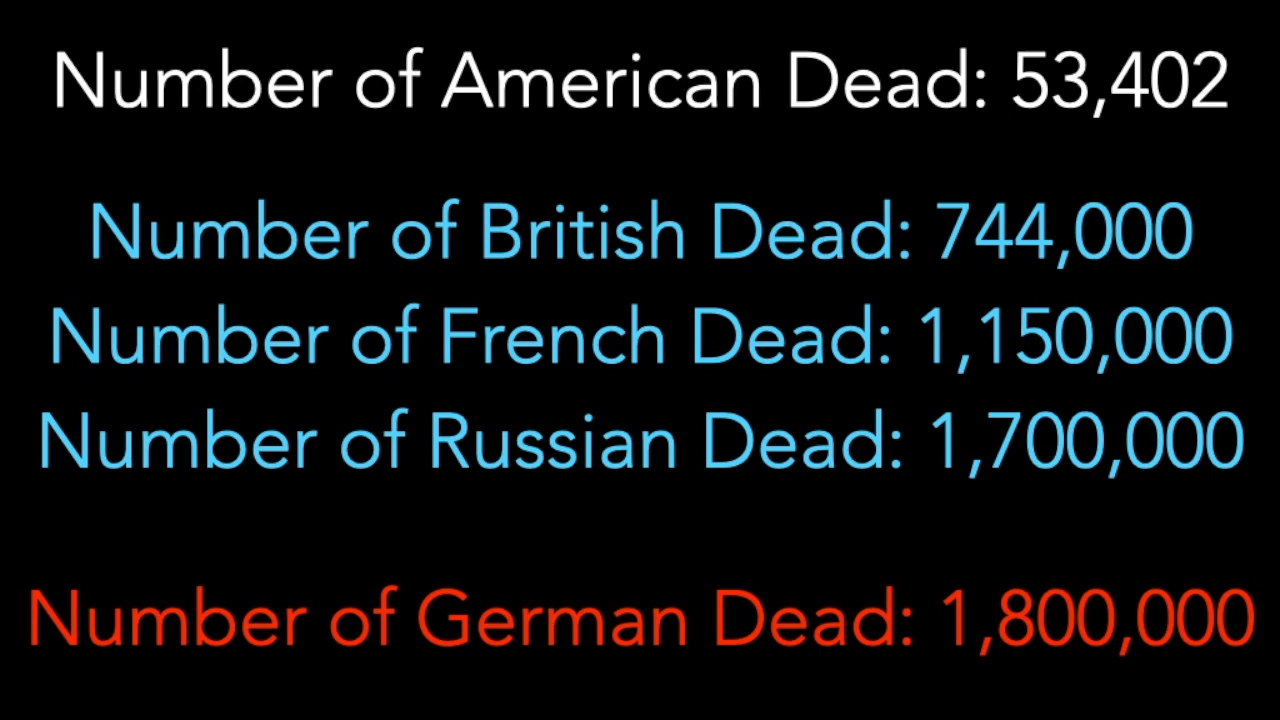 Number of American Dead: 53,402
Number of British Dead: 744,000
Number of French Dead: 1,150,000
Number of Russian Dead: 1,700,000
Number of German Dead: 1,800,000